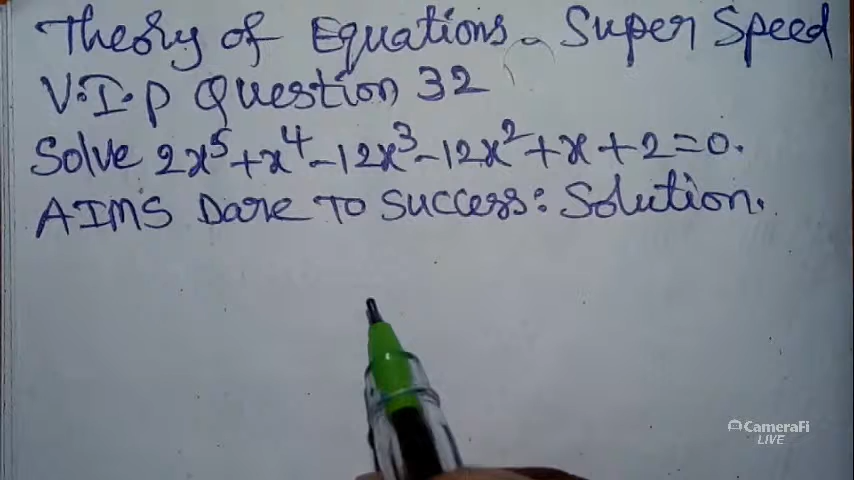 Theory of Equations - Super Speed
V.I.P Question 32
Solve 2x⁵+x⁴-12x³-12x²+x+2=0.
AIMS Dare To Success: Solution.
CameraFi
LIVE